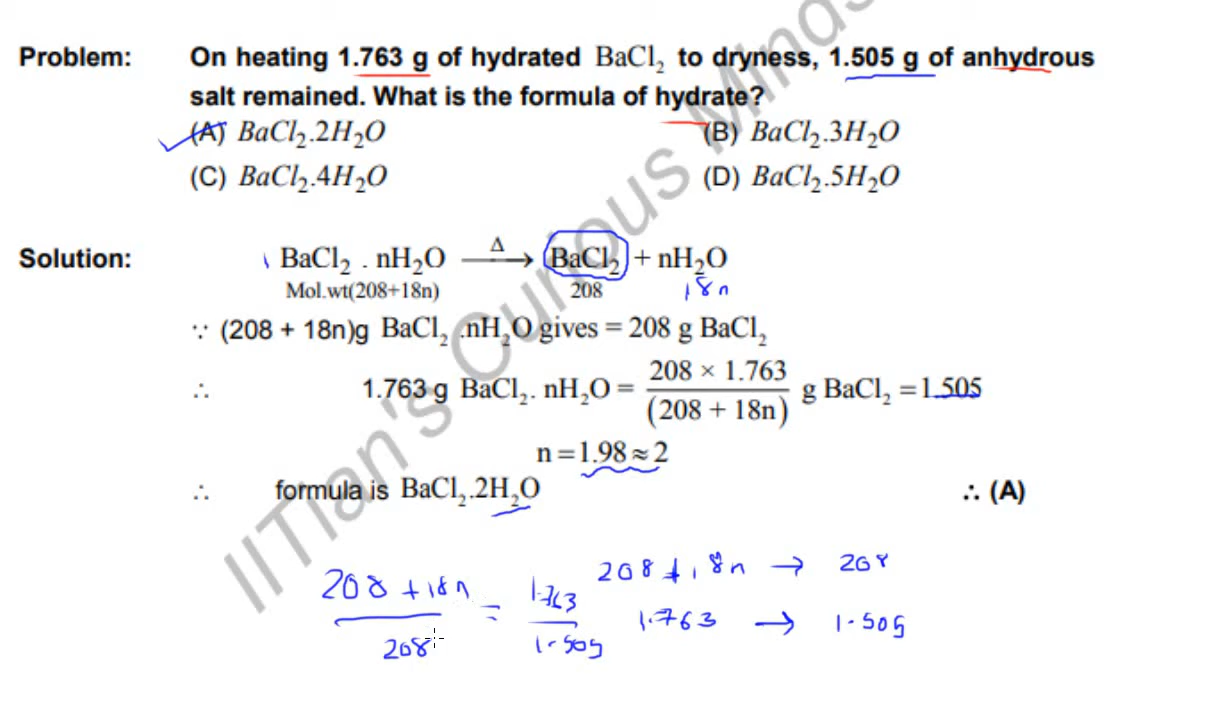 Problem: On heating 1.763 g of hydrated BaCl₂ to dryness, 1.505 g of anhydrous
salt remained. What is the formula of hydrate?
(A) BaCl₂.2H₂O (B) BaCl₂.3H₂O
(C) BaCl₂.4H₂O (D) BaCl₂.5H₂O
Solution: BaCl₂ . nH₂O —Δ→ BaCl₂ + nH₂O
Mol.wt(208+18n) 208 18n
∵ (208 + 18n)g BaCl₂ .nH₂O gives = 208 g BaCl₂
∴ 1.763 g BaCl₂. nH₂O = (208 × 1.763)/(208 + 18n) g BaCl₂ = 1.505
n = 1.98 ≈ 2
∴ formula is BaCl₂.2H₂O ∴ (A)
208 + 18n → 208
(208 + 18n)/208 = 1.763/1.505
1.763 → 1.505
IITian's Curious Minds